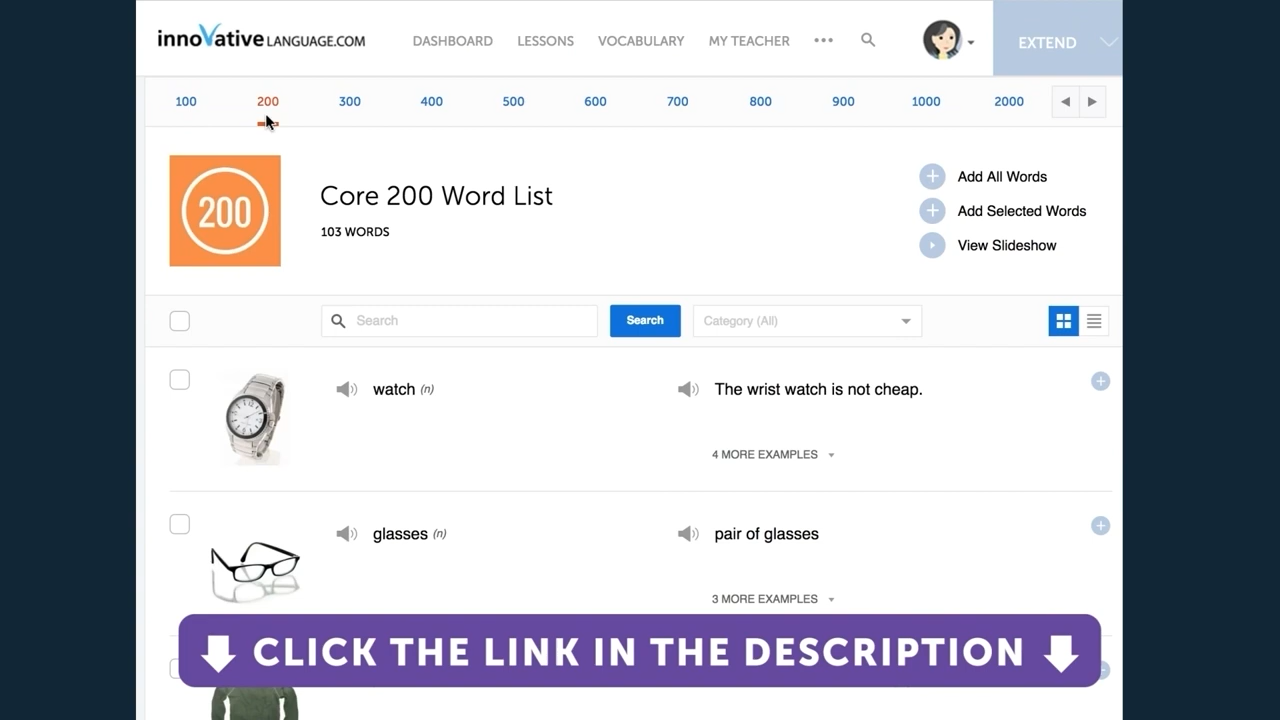 innoVative LANGUAGE.COM DASHBOARD LESSONS VOCABULARY MY TEACHER EXTEND
100 200 300 400 500 600 700 800 900 1000 2000
200
Core 200 Word List
103 WORDS
Add All Words
Add Selected Words
View Slideshow
Search Search Category (All)
watch (n) The wrist watch is not cheap.
4 MORE EXAMPLES
glasses (n) pair of glasses
3 MORE EXAMPLES
CLICK THE LINK IN THE DESCRIPTION